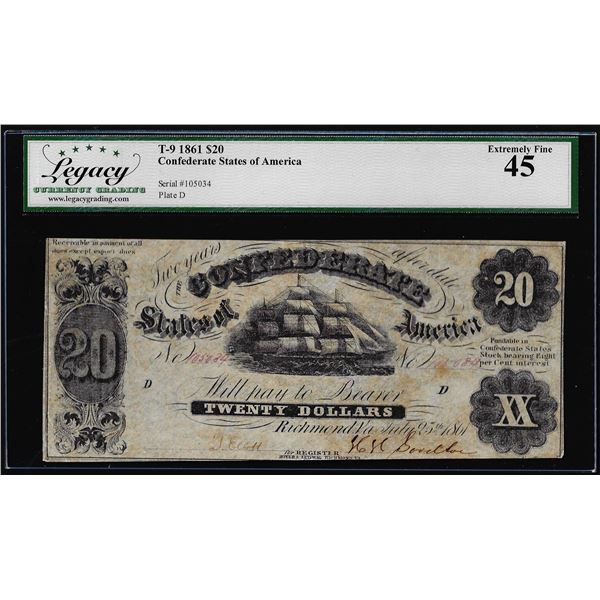 Legacy
CURRENCY GRADING
www.legacygrading.com
T-9 1861 $20
Confederate States of America
Serial #105034
Plate D
Extremely Fine
45
Receivable in payment of all
dues except export dues
Two years after date
THE
CONFEDERATE
States of America
20
20
No 105034
No
Fundable in
Confederate States
Stock bearing Eight
per Cent interest
D
D
Will pay to Bearer
TWENTY DOLLARS
XX
Richmond Va July 25th 1861
For REGISTER